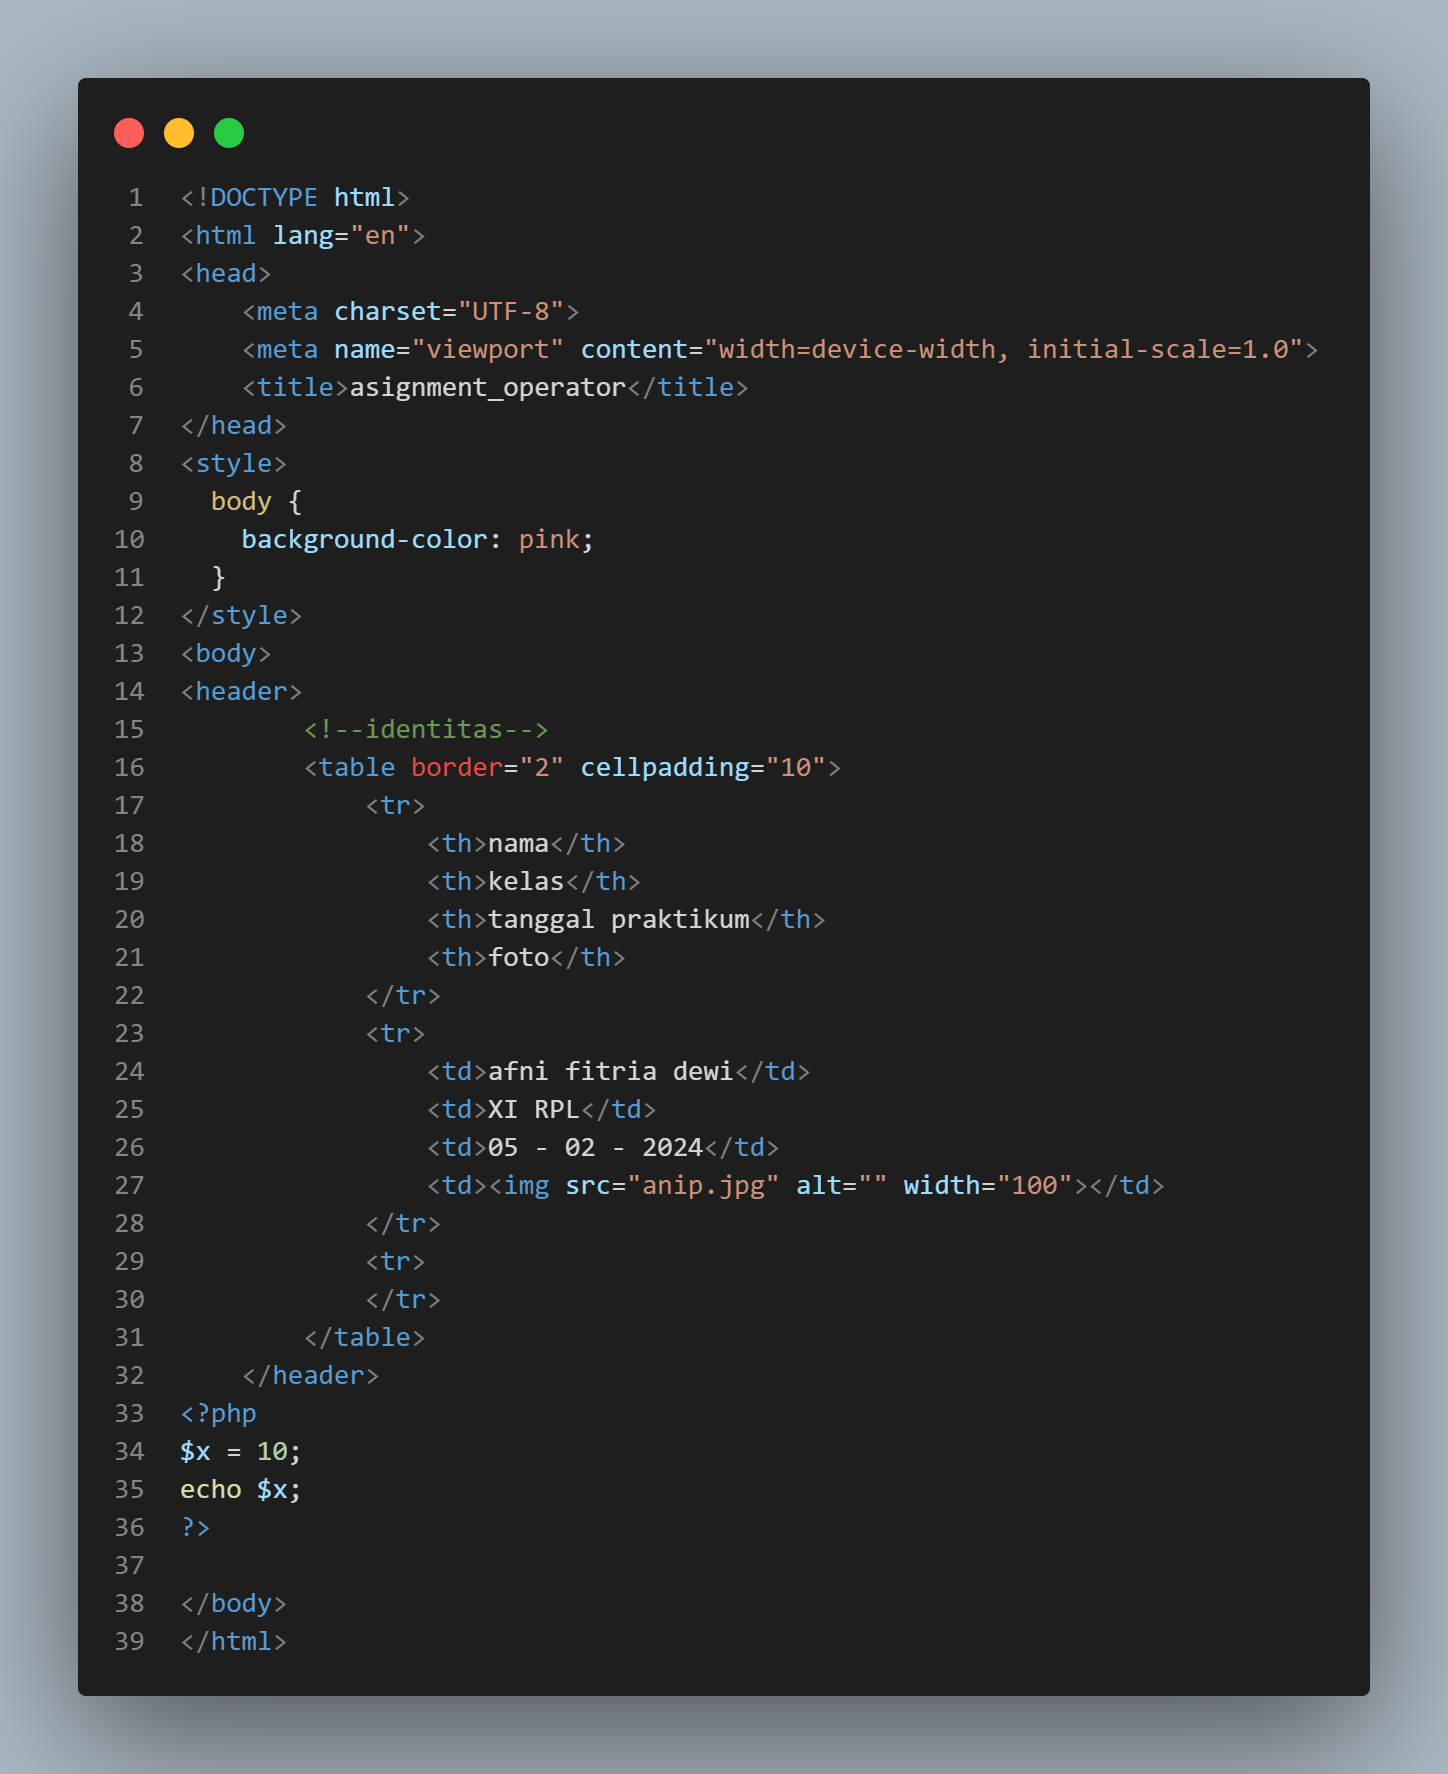 1 <!DOCTYPE html>
2 <html lang="en">
3 <head>
4     <meta charset="UTF-8">
5     <meta name="viewport" content="width=device-width, initial-scale=1.0">
6     <title>asignment_operator</title>
7 </head>
8 <style>
9   body {
10     background-color: pink;
11   }
12 </style>
13 <body>
14 <header>
15         <!--identitas-->
16         <table border="2" cellpadding="10">
17             <tr>
18                 <th>nama</th>
19                 <th>kelas</th>
20                 <th>tanggal praktikum</th>
21                 <th>foto</th>
22             </tr>
23             <tr>
24                 <td>afni fitria dewi</td>
25                 <td>XI RPL</td>
26                 <td>05 - 02 - 2024</td>
27                 <td><img src="anip.jpg" alt="" width="100"></td>
28             </tr>
29             <tr>
30             </tr>
31         </table>
32     </header>
33 <?php
34 $x = 10;
35 echo $x;
36 ?>
37
38 </body>
39 </html>